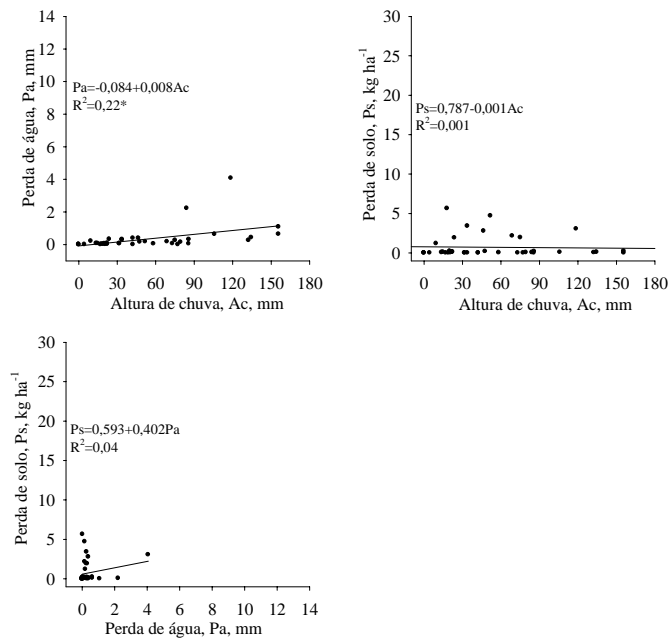 14
12
10
8
6
4
2
0
Perda de água, Pa, mm
Pa=-0,084+0,008Ac
R²=0,22*
0 30 60 90 120 150 180
Altura de chuva, Ac, mm
30
25
20
15
10
5
0
Perda de solo, Ps, kg ha⁻¹
Ps=0,787-0,001Ac
R²=0,001
0 30 60 90 120 150 180
Altura de chuva, Ac, mm
30
25
20
15
10
5
0
Perda de solo, Ps, kg ha⁻¹
Ps=0,593+0,402Pa
R²=0,04
0 2 4 6 8 10 12 14
Perda de água, Pa, mm